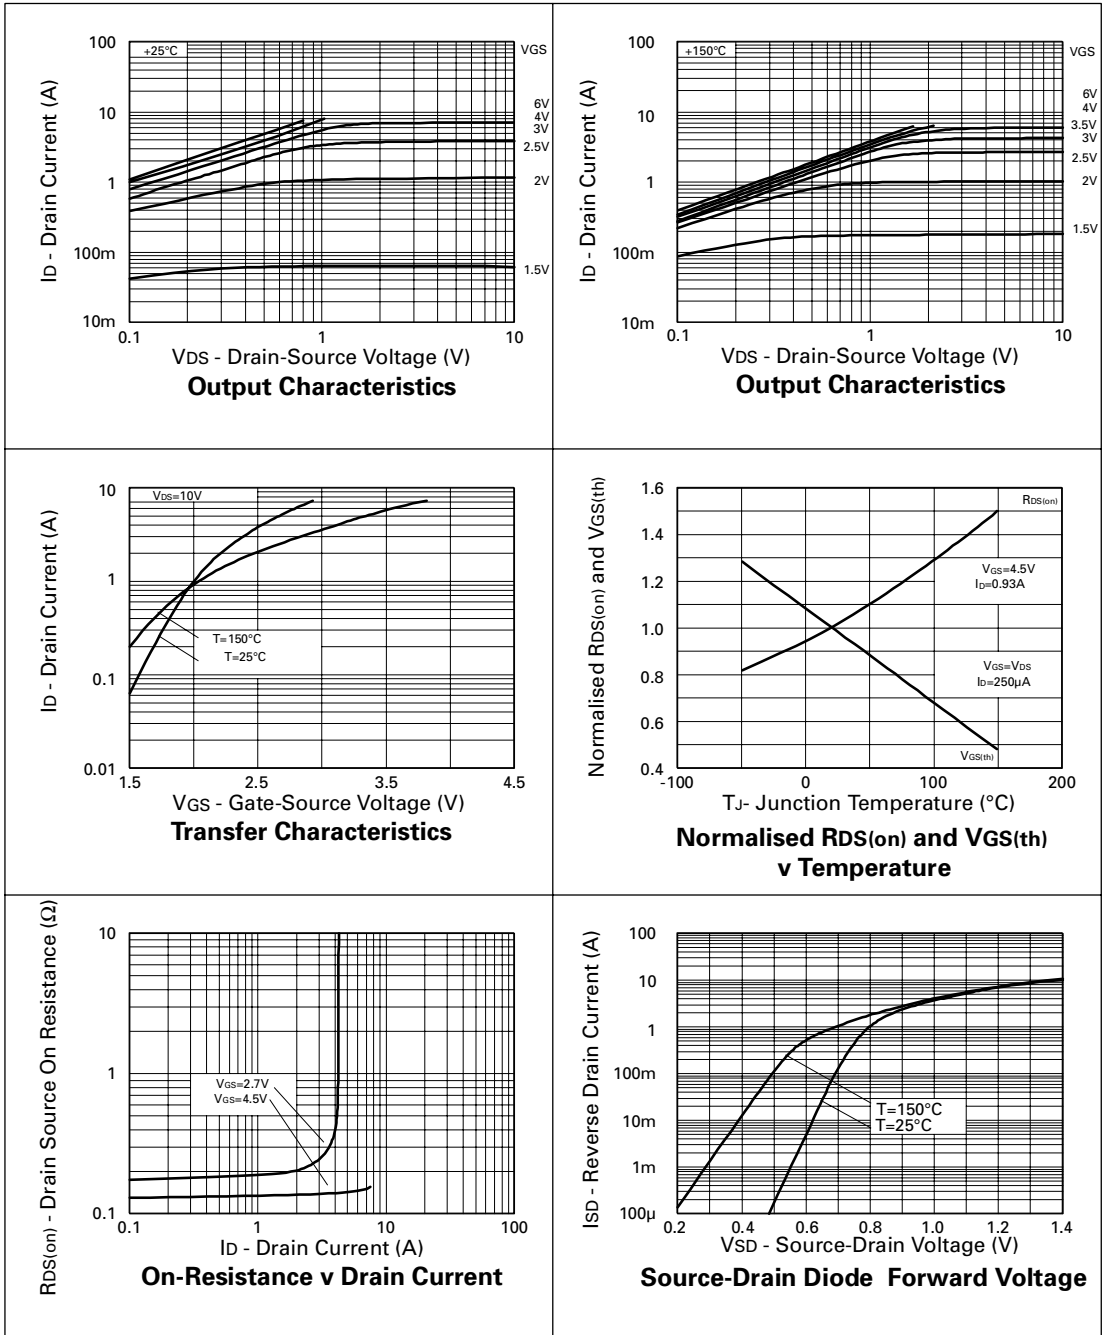 100
10
1
100m
10m
ID - Drain Current (A)
+25°C
VGS
6V
4V
3V
2.5V
2V
1.5V
0.1
1
10
VDS - Drain-Source Voltage (V)
Output Characteristics
100
10
1
100m
10m
ID - Drain Current (A)
+150°C
VGS
6V
4V
3.5V
3V
2.5V
2V
1.5V
0.1
1
10
VDS - Drain-Source Voltage (V)
Output Characteristics
10
1
0.1
0.01
ID - Drain Current (A)
VDS=10V
T=150°C
T=25°C
1.5
2.5
3.5
4.5
VGS - Gate-Source Voltage (V)
Transfer Characteristics
1.6
1.4
1.2
1.0
0.8
0.6
0.4
Normalised RDS(on) and VGS(th)
RDS(on)
VGS=4.5V
ID=0.93A
VGS=VDS
ID=250µA
VGS(th)
-100
0
100
200
TJ- Junction Temperature (°C)
Normalised RDS(on) and VGS(th)
v Temperature
10
1
0.1
RDS(on) - Drain Source On Resistance (Ω)
VGS=2.7V
VGS=4.5V
0.1
1
10
100
ID - Drain Current (A)
On-Resistance v Drain Current
100
10
1
100m
10m
1m
100µ
ISD - Reverse Drain Current (A)
T=150°C
T=25°C
0.2
0.4
0.6
0.8
1.0
1.2
1.4
VSD - Source-Drain Voltage (V)
Source-Drain Diode Forward Voltage